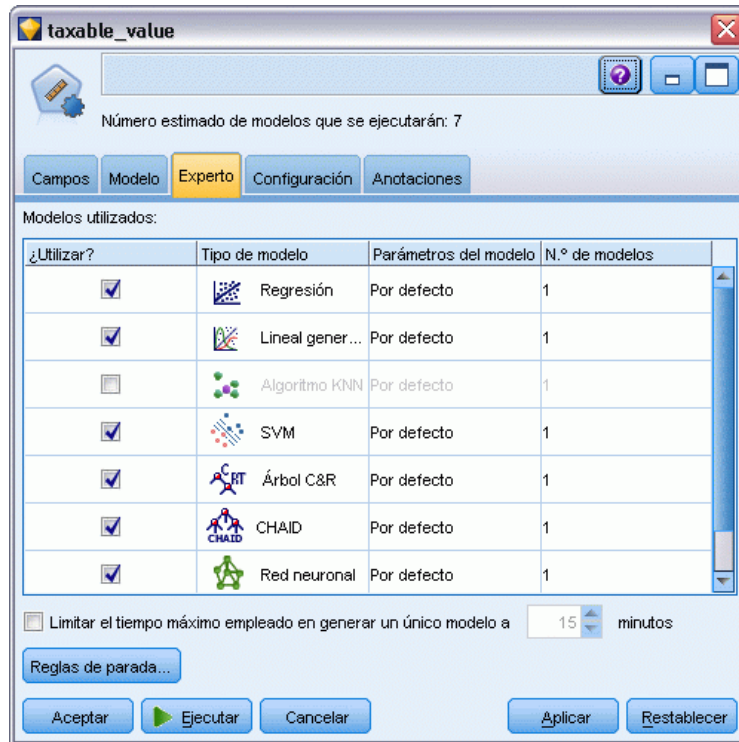 taxable_value
Número estimado de modelos que se ejecutarán: 7
Campos Modelo Experto Configuración Anotaciones
Modelos utilizados:
¿Utilizar? Tipo de modelo Parámetros del modelo N.º de modelos
Regresión Por defecto 1
Lineal gener... Por defecto 1
Algoritmo KNN Por defecto 1
SVM Por defecto 1
C RT Árbol C&R Por defecto 1
CHAID CHAID Por defecto 1
Red neuronal Por defecto 1
Limitar el tiempo máximo empleado en generar un único modelo a 15 minutos
Reglas de parada...
Aceptar Ejecutar Cancelar Aplicar Restablecer